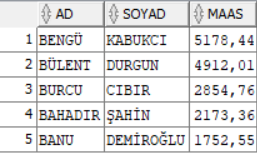 AD SOYAD MAAS
1 BENGÜ KABUKCI 5178,44
2 BÜLENT DURGUN 4912,01
3 BURCU CIBIR 2854,76
4 BAHADIR ŞAHİN 2173,36
5 BANU DEMİROĞLU 1752,55